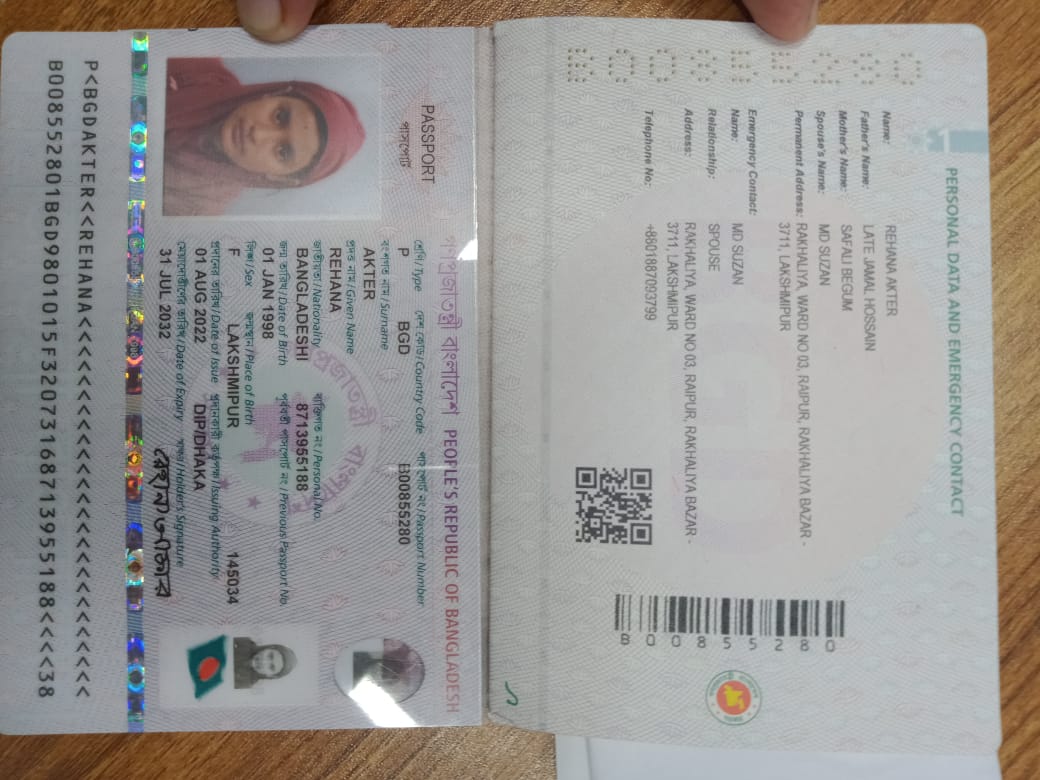 PERSONAL DATA AND EMERGENCY CONTACT
Name: REHANA AKTER
Father's Name: LATE JAMAL HOSSAIN
Mother's Name: SAFALI BEGUM
Spouse's Name: MD SUZAN
Permanent Address: RAKHALIYA, WARD NO 03, RAIPUR, RAKHALIYA BAZAR -
3711, LAKSHMIPUR
Emergency Contact:
Name: MD SUZAN
Relationship: SPOUSE
Address: RAKHALIYA, WARD NO 03, RAIPUR, RAKHALIYA BAZAR -
3711, LAKSHMIPUR
Telephone No: +8801887093799
B00855280
গণপ্রজাতন্ত্রী বাংলাদেশ PEOPLE'S REPUBLIC OF BANGLADESH
PASSPORT
পাসপোর্ট
শ্রেণি/Type দেশ কোড/Country Code পাসপোর্ট নং/Passport Number
P BGD B00855280
বংশগত নাম/Surname
AKTER
প্রদত্ত নাম/Given Name
REHANA
জাতীয়তা/Nationality ব্যক্তিগত নং/Personal No.
BANGLADESHI 8713955188
জন্ম তারিখ/Date of Birth পূর্ববর্তী পাসপোর্ট নং/Previous Passport No.
01 JAN 1998
লিঙ্গ/Sex জন্মস্থান/Place of Birth
F LAKSHMIPUR 145034
প্রদানের তারিখ/Date of Issue প্রদানকারী কর্তৃপক্ষ/Issuing Authority
01 AUG 2022 DIP/DHAKA
মেয়াদোত্তীর্ণের তারিখ/Date of Expiry স্বাক্ষর/Holder's Signature
31 JUL 2032 রেহানা আক্তার
P<BGDAKTER<<REHANA<<<<<<<<<<<<<<<<<<<<<<<<<<
B008552801BGD9801015F32073168713955188<<<<38